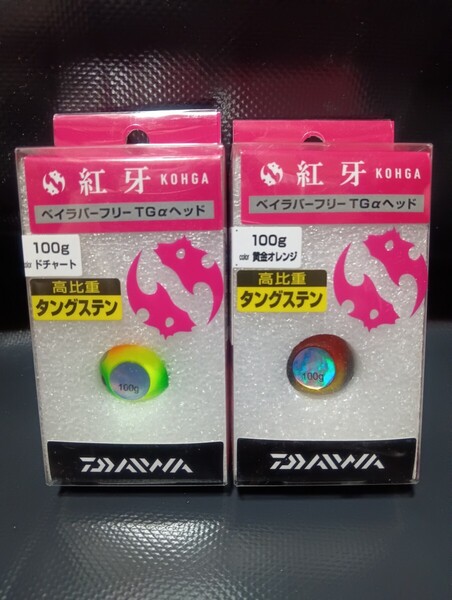 紅牙 KOHGA
ベイラバーフリーTGαヘッド
100g
color ドチャート
高比重
タングステン
100g
DAIWA
紅牙 KOHGA
ベイラバーフリーTGαヘッド
100g
color 黄金オレンジ
高比重
タングステン
100g
DAIWA